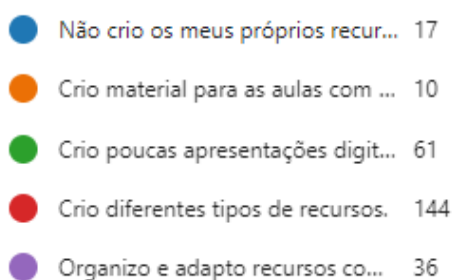 Não crio os meus próprios recur... 17
Crio material para as aulas com ... 10
Crio poucas apresentações digit... 61
Crio diferentes tipos de recursos. 144
Organizo e adapto recursos co... 36